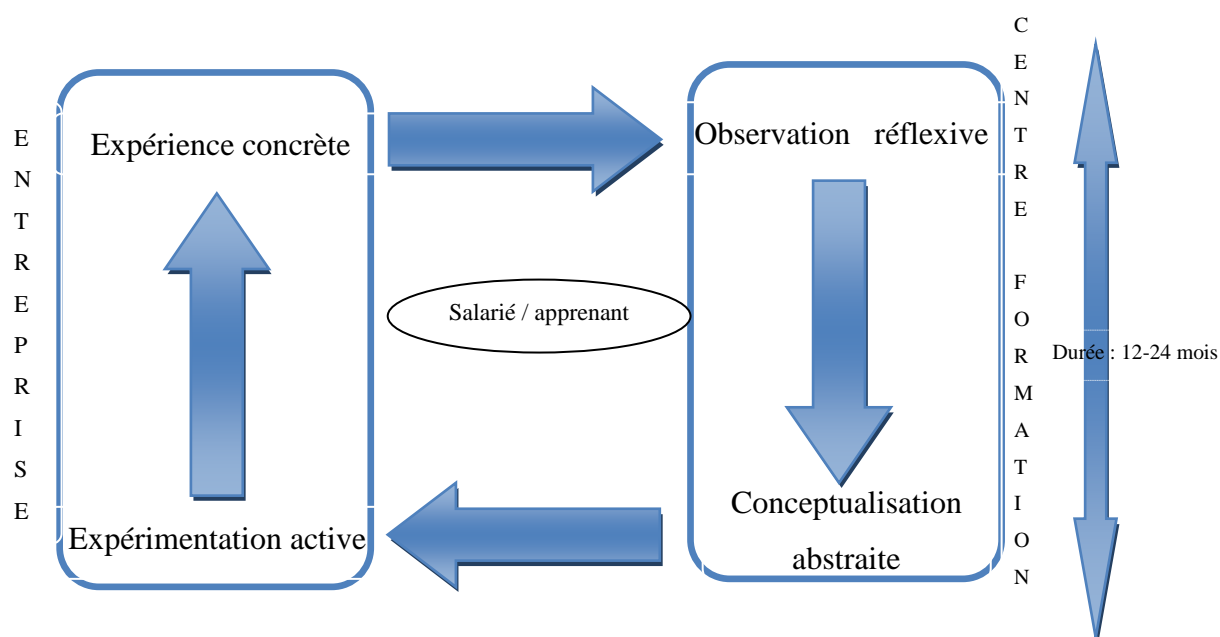 ENTREPRISE
Expérience concrète
Expérimentation active
Salarié / apprenant
Observation réflexive
Conceptualisation
abstraite
CENTRE FORMATION
Durée : 12-24 mois